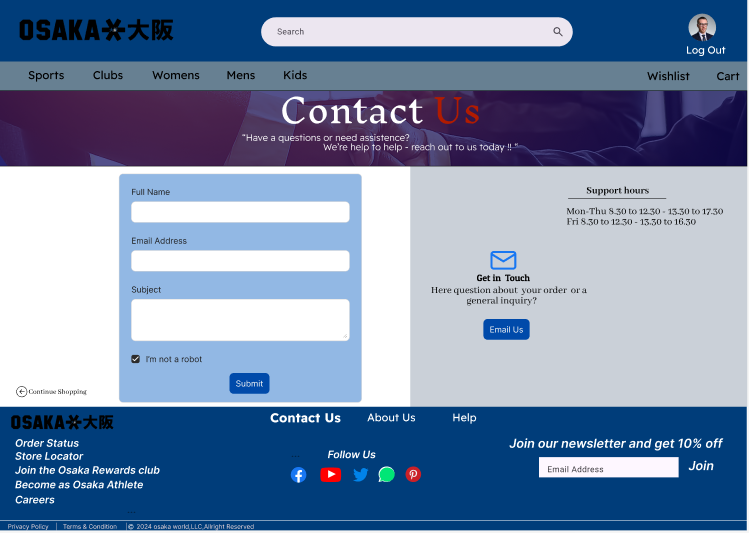 OSAKA大阪
Search
Log Out
Sports Clubs Womens Mens Kids Wishlist Cart
Contact Us
“Have a questions or need assistence?
We’re help to help - reach out to us today !! “
Full Name
Email Address
Subject
I'm not a robot
Submit
Continue Shopping
Support hours
Mon-Thu 8.30 to 12.30 - 13.30 to 17.30
Fri 8.30 to 12.30 - 13.30 to 16.30
Get in Touch
Here question about your order or a
general inquiry?
Email Us
OSAKA大阪
Order Status
Store Locator
Join the Osaka Rewards club
Become as Osaka Athlete
Careers
Contact Us About Us Help
Follow Us
Join our newsletter and get 10% off
Email Address Join
Privacy Policy | Terms & Condition |© 2024 osaka world,LLC,Allright Reserved